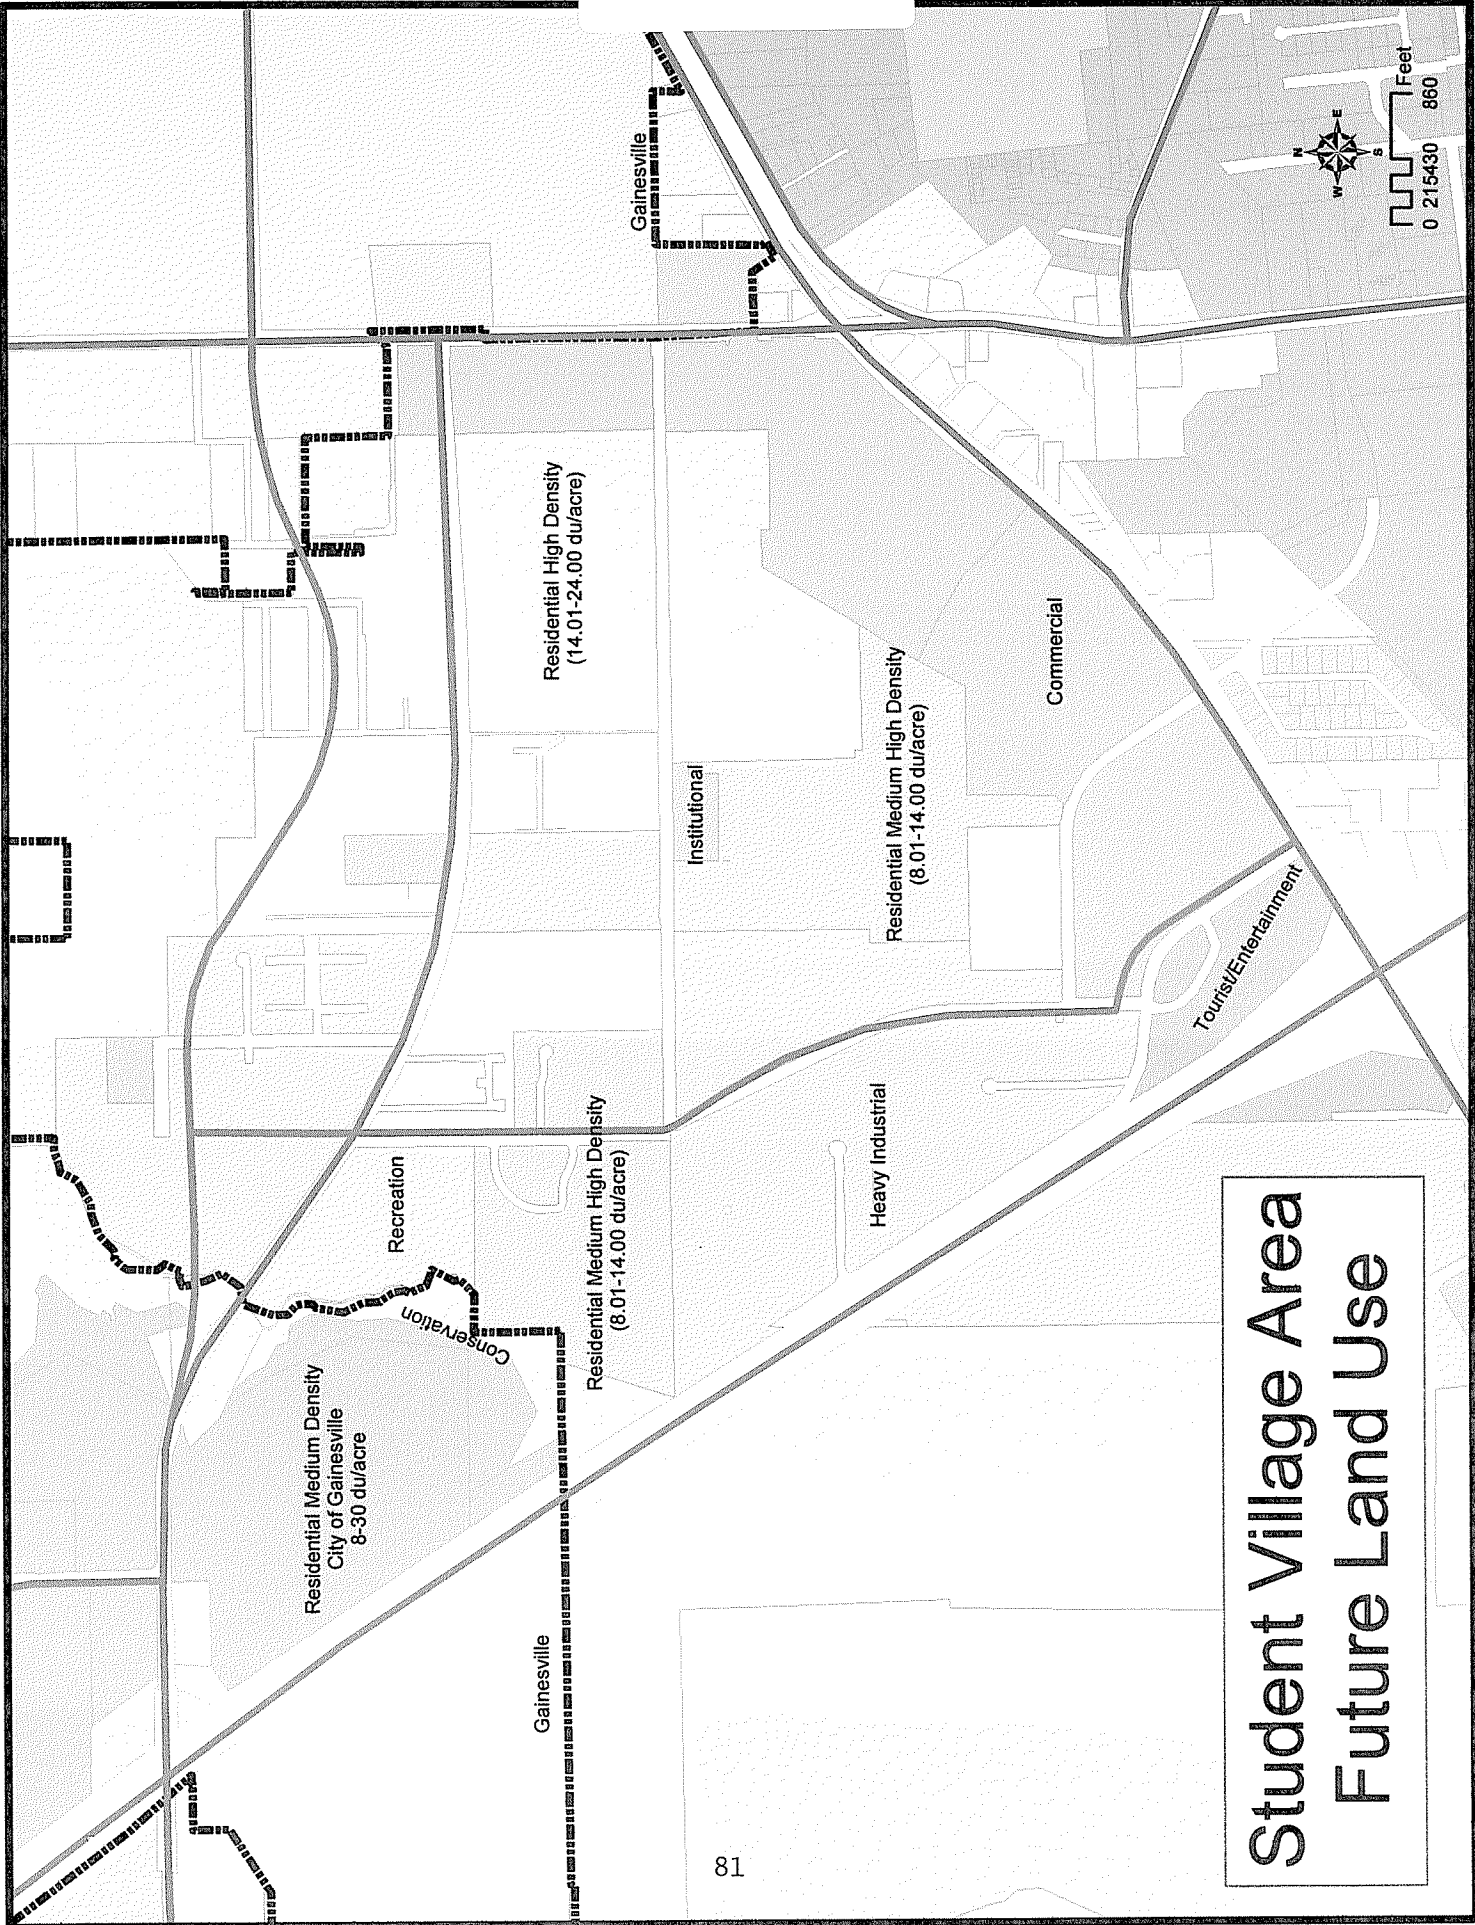 Gainesville
Feet
N
W
E
S
0 215430 860
Residential High Density
(14.01-24.00 du/acre)
Commercial
Institutional
Residential Medium High Density
(8.01-14.00 du/acre)
Tourist/Entertainment
Recreation
Residential Medium High Density
(8.01-14.00 du/acre)
Heavy Industrial
Conservation
Residential Medium Density
City of Gainesville
8-30 du/acre
Gainesville
Student Village Area
Future Land Use
81